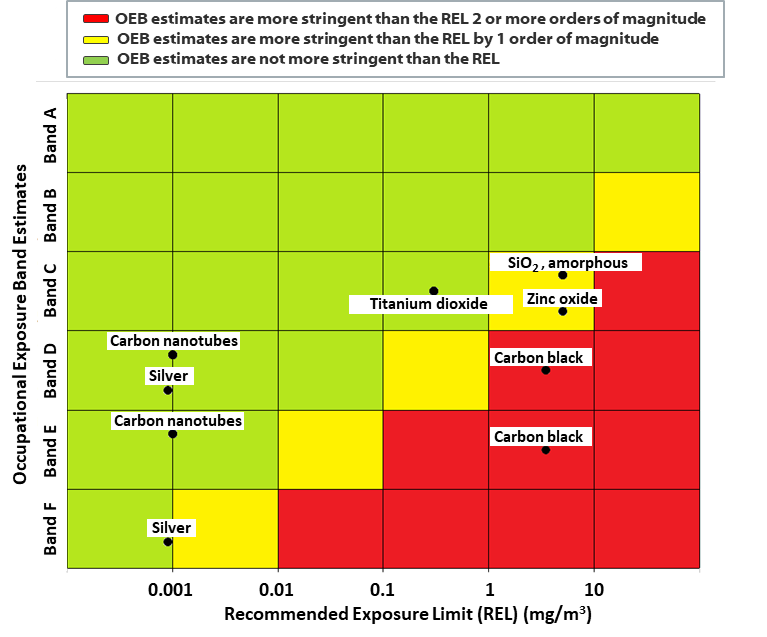 OEB estimates are more stringent than the REL 2 or more orders of magnitude
OEB estimates are more stringent than the REL by 1 order of magnitude
OEB estimates are not more stringent than the REL
Occupational Exposure Band Estimates
Band A
Band B
Band C
SiO₂, amorphous
Titanium dioxide
Zinc oxide
Band D
Carbon nanotubes
Silver
Carbon black
Band E
Carbon nanotubes
Carbon black
Band F
Silver
0.001 0.01 0.1 1 10
Recommended Exposure Limit (REL) (mg/m³)